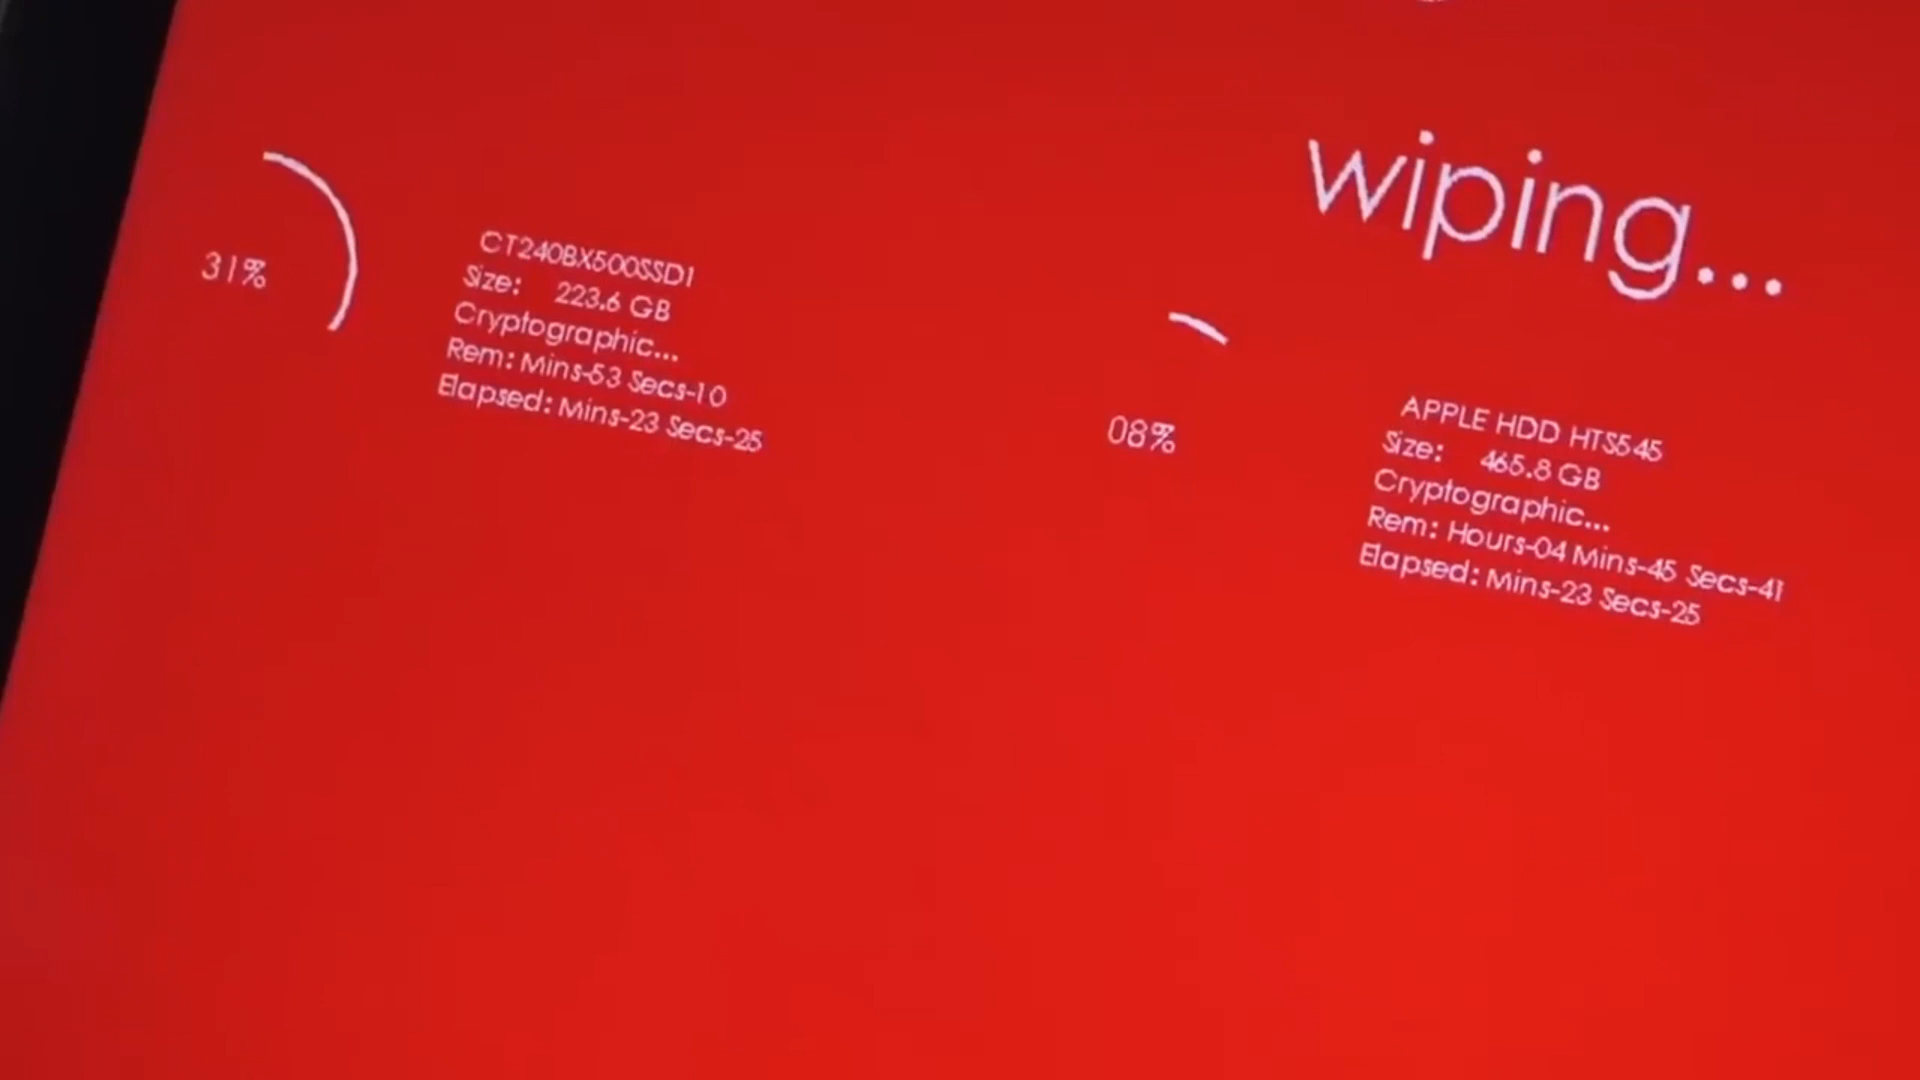 wiping...
31%
CT240BX500SSD1
Size: 223.6 GB
Cryptographic...
Rem: Mins-53 Secs-10
Elapsed: Mins-23 Secs-25
08%
APPLE HDD HTS545
Size: 465.8 GB
Cryptographic...
Rem: Hours-04 Mins-45 Secs-41
Elapsed: Mins-23 Secs-25